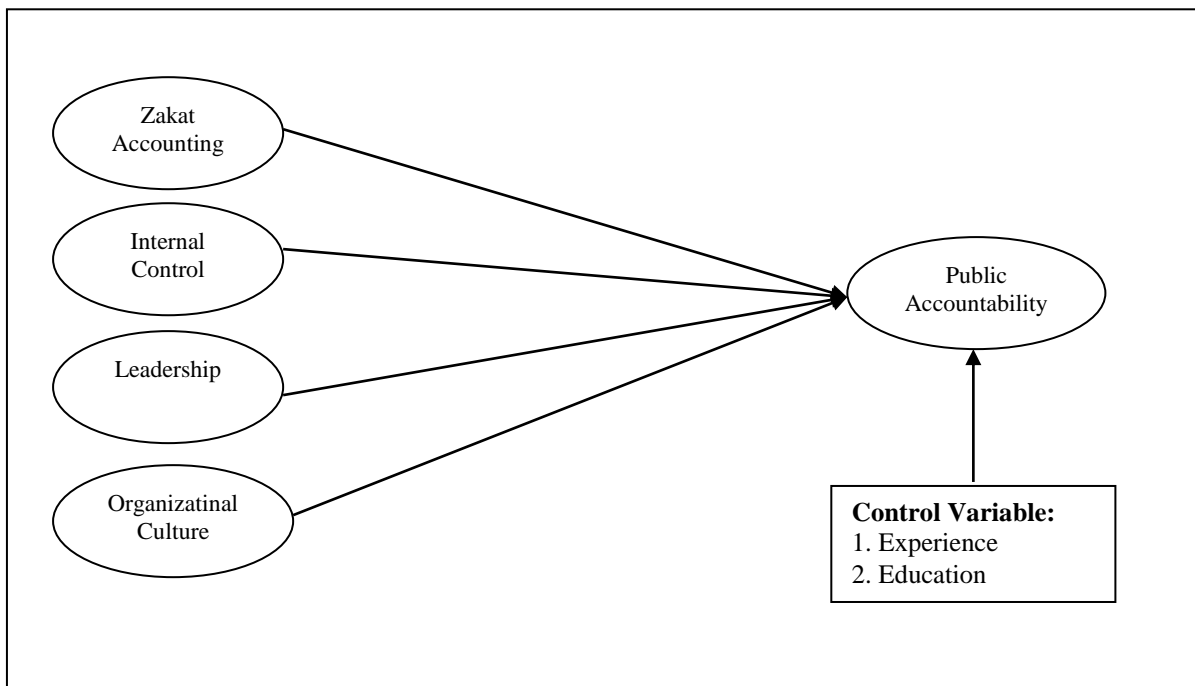 Zakat
Accounting
Internal
Control
Leadership
Organizatinal
Culture
Public
Accountability
Control Variable:
1. Experience
2. Education